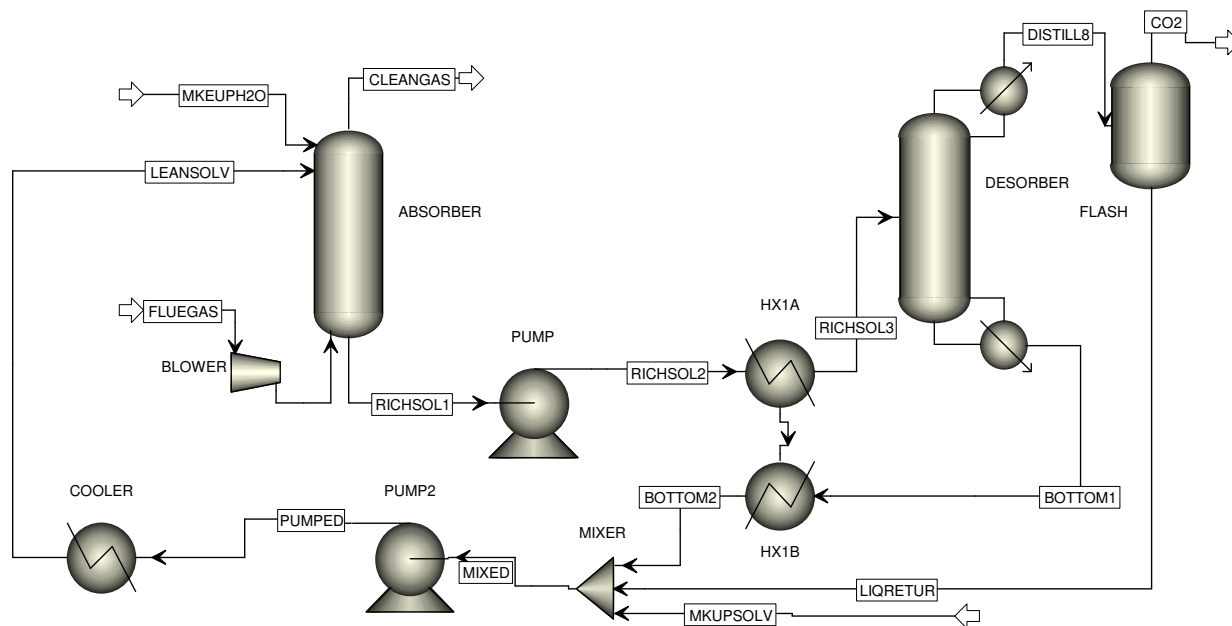 CO2
DISTILL8
CLEANGAS
MKEUPH2O
LEANSOLV
DESORBER
ABSORBER
FLASH
HX1A
FLUEGAS
RICHSOL3
PUMP
BLOWER
RICHSOL2
RICHSOL1
COOLER
PUMP2
BOTTOM2
BOTTOM1
PUMPED
MIXER
HX1B
MIXED
LIQRETUR
MKUPSOLV